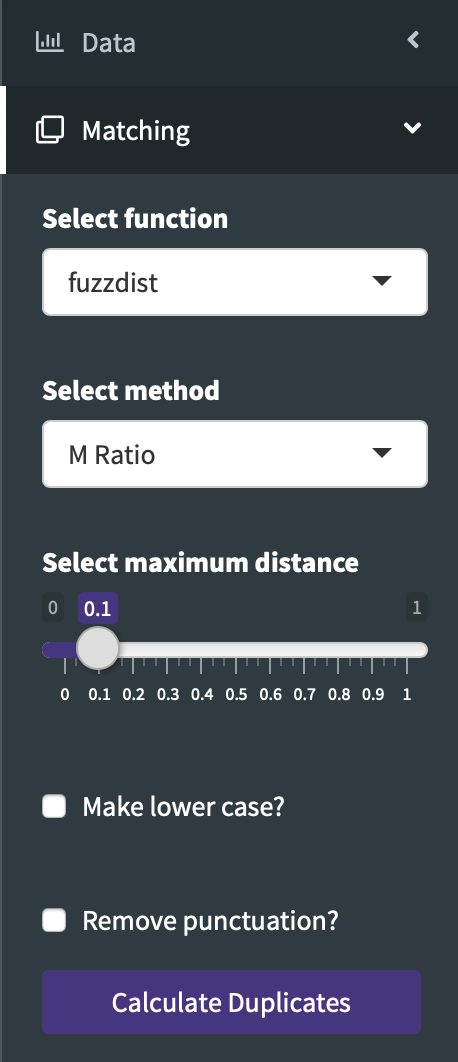 Data
Matching
Select function
fuzzdist
Select method
M Ratio
Select maximum distance
0 0.1 1
0 0.1 0.2 0.3 0.4 0.5 0.6 0.7 0.8 0.9 1
Make lower case?
Remove punctuation?
Calculate Duplicates